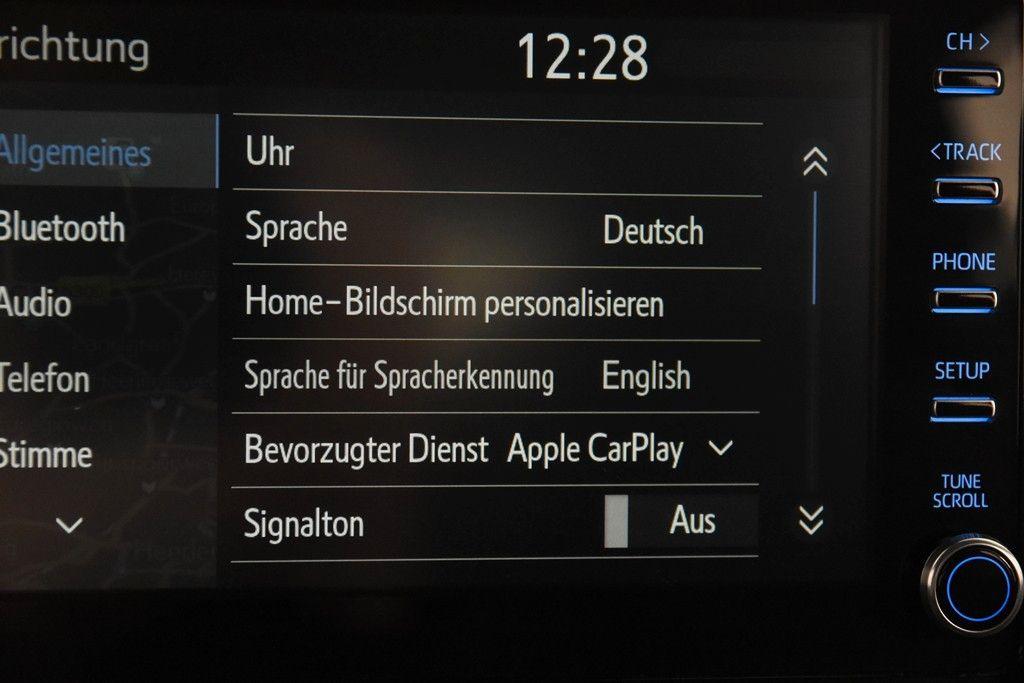 richtung
12:28
Allgemeines
Bluetooth
Audio
Telefon
Stimme
Uhr
Sprache Deutsch
Home-Bildschirm personalisieren
Sprache für Spracherkennung English
Bevorzugter Dienst Apple CarPlay
Signalton Aus
CH >
<TRACK
PHONE
SETUP
TUNE
SCROLL